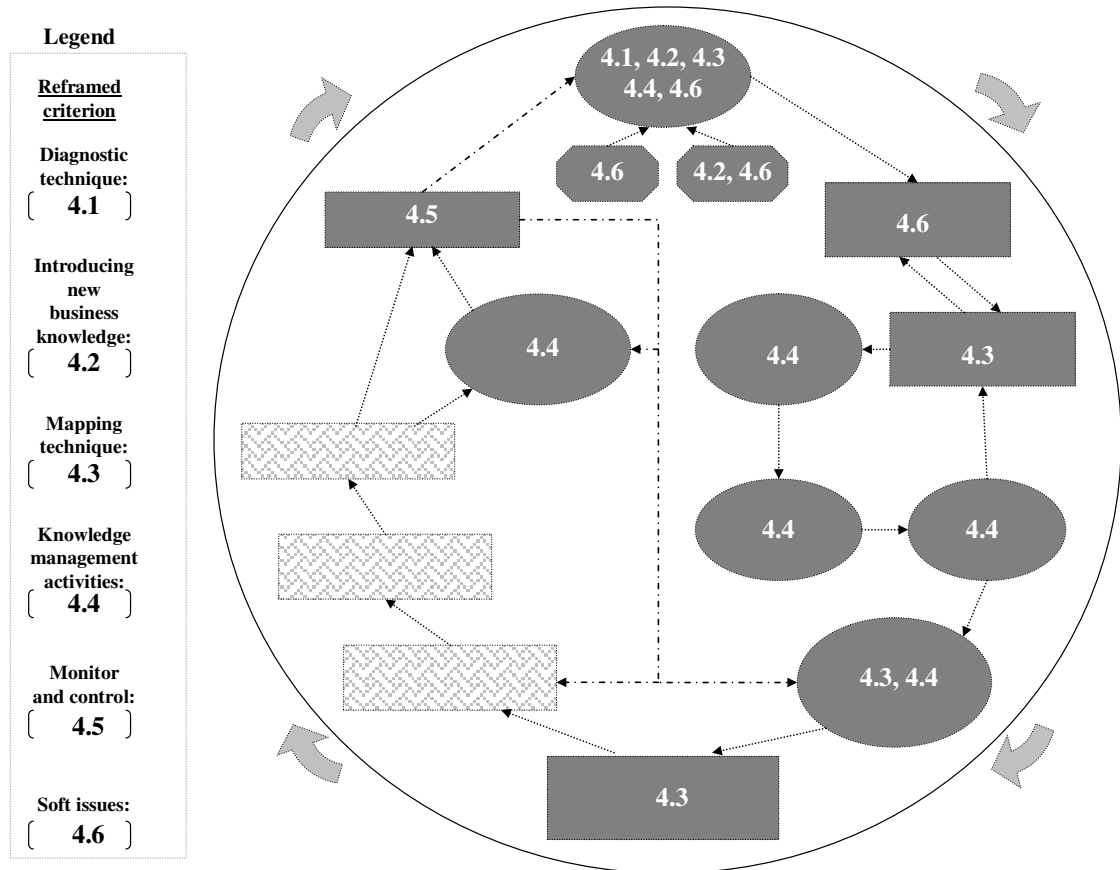 Legend
Reframed
criterion
Diagnostic
technique:
4.1
Introducing
new
business
knowledge:
4.2
Mapping
technique:
4.3
Knowledge
management
activities:
4.4
Monitor
and control:
4.5
Soft issues:
4.6
4.1, 4.2, 4.3
4.4, 4.6
4.6
4.2, 4.6
4.5
4.6
4.4
4.4
4.3
4.4
4.4
4.3, 4.4
4.3